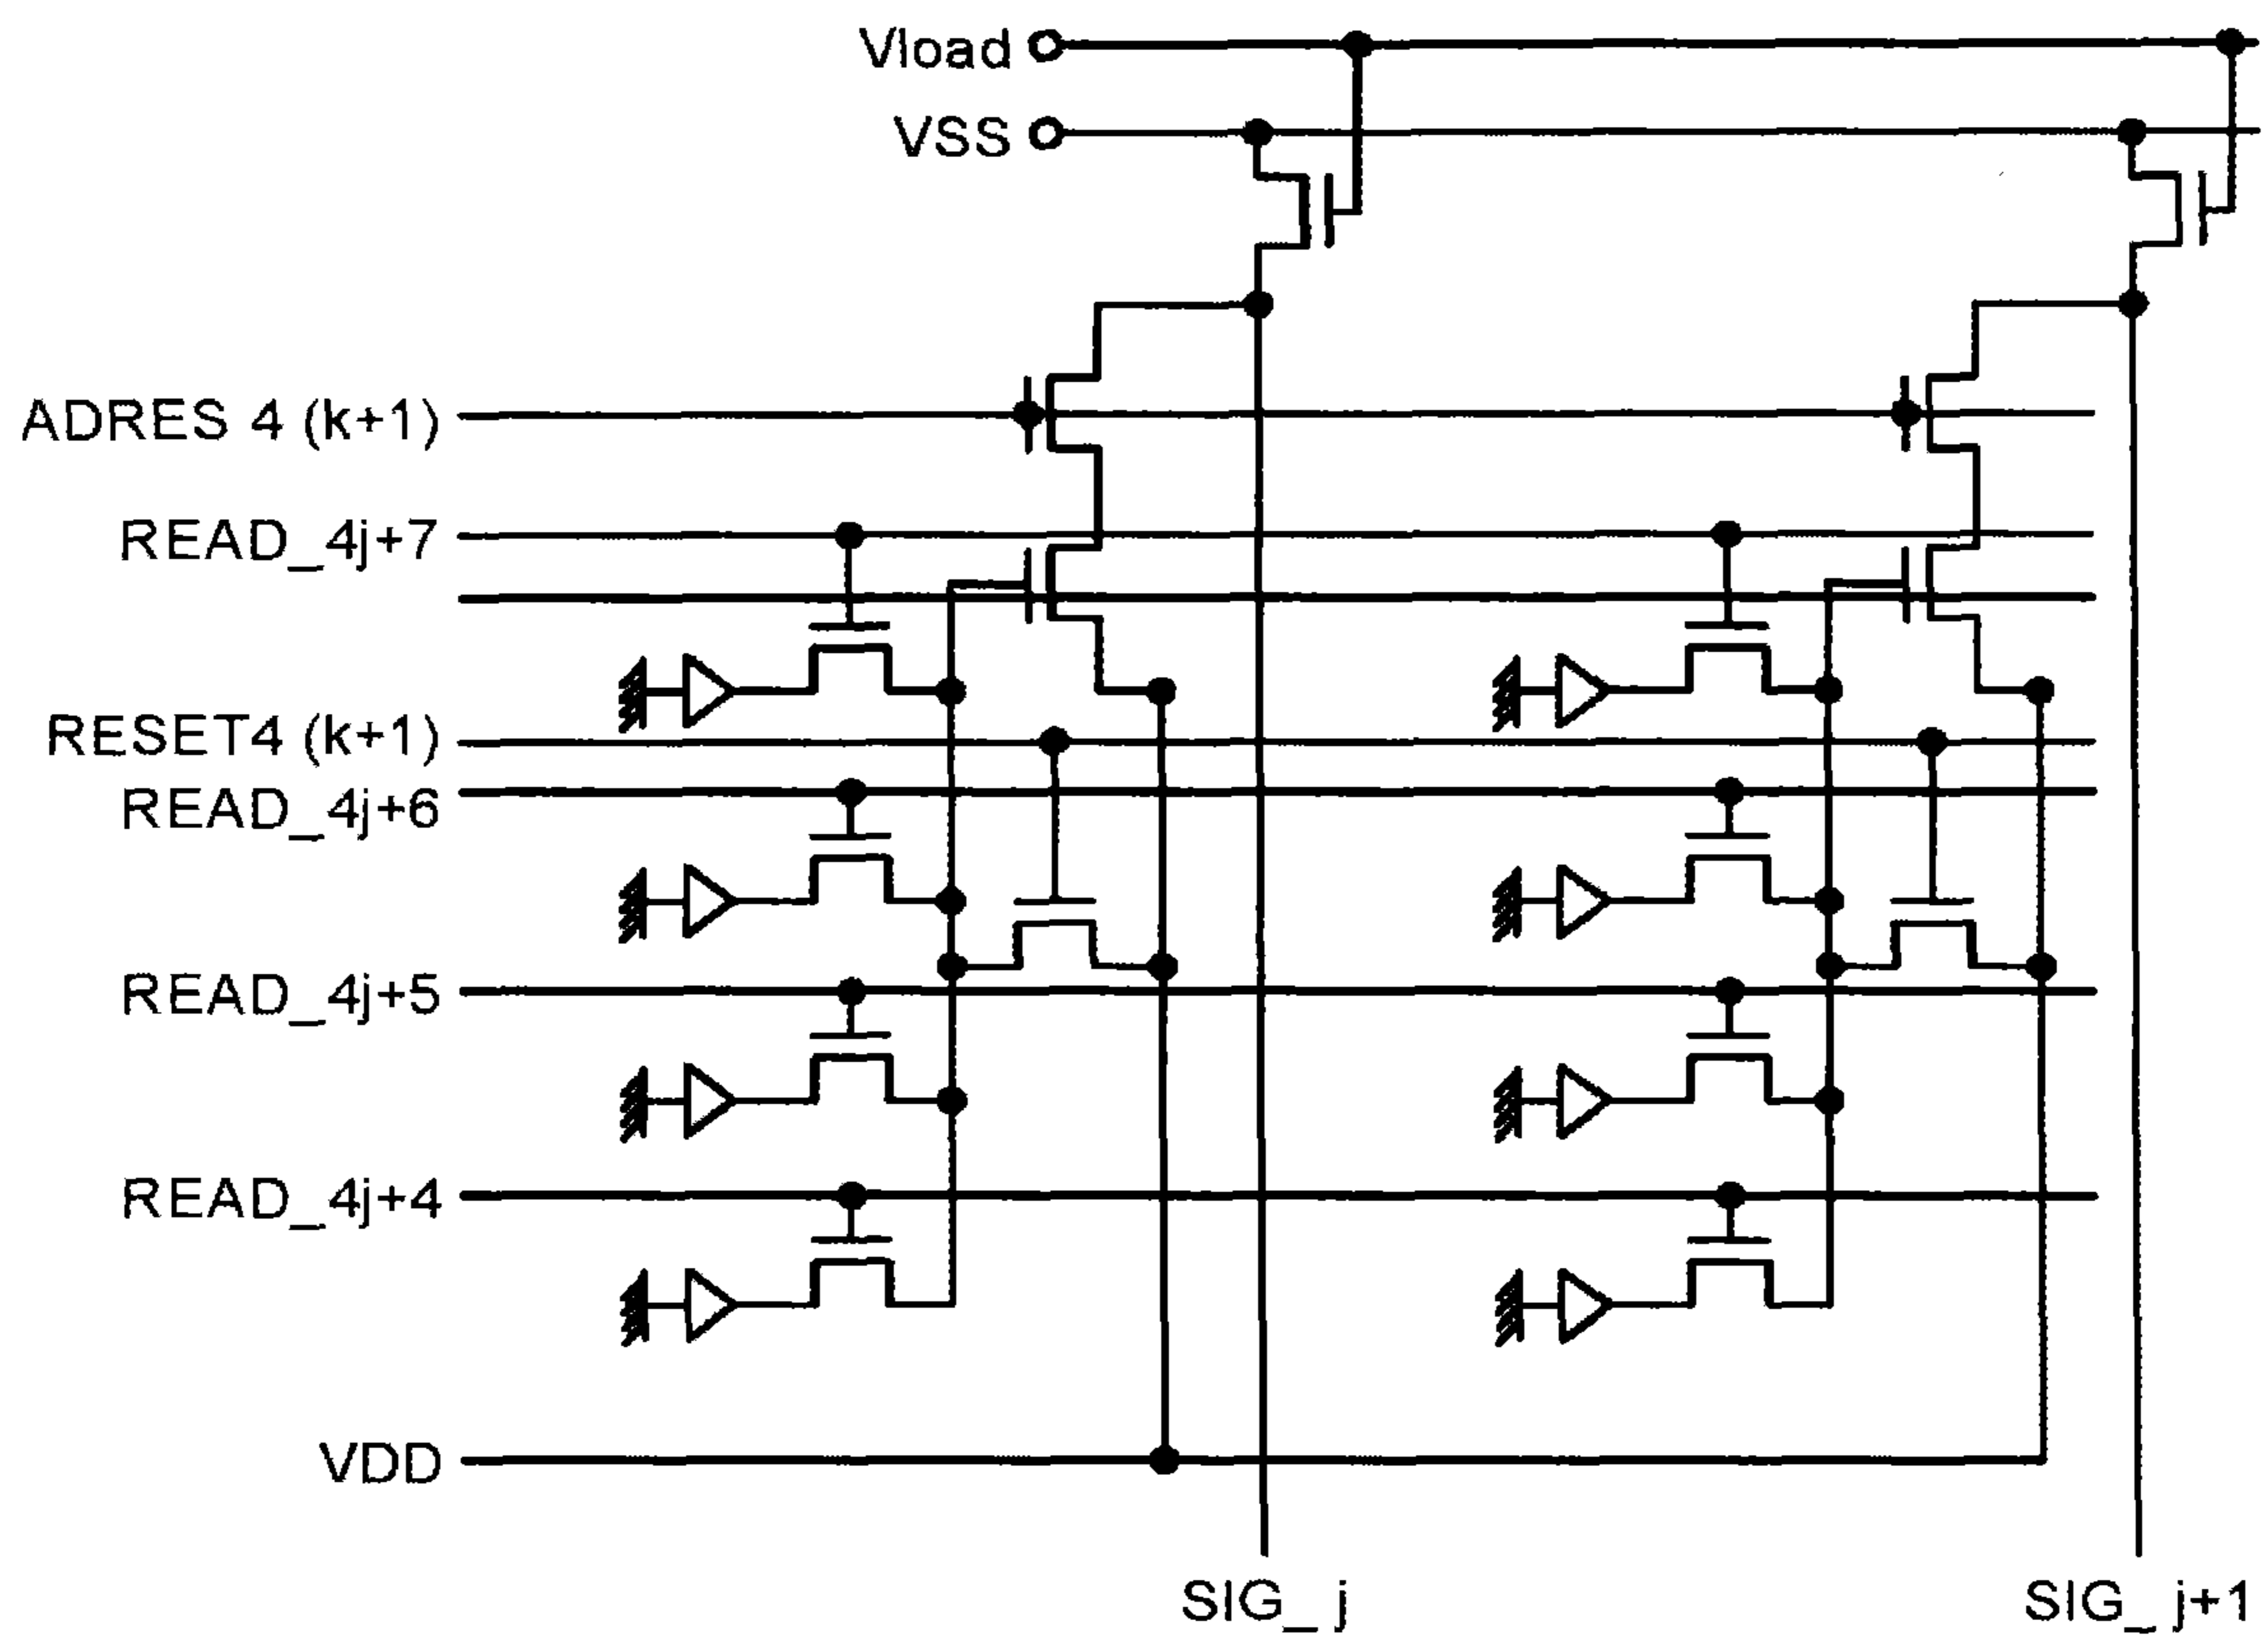 Vload
VSS
ADRES 4 (k+1)
READ_4j+7
RESET4 (k+1)
READ_4j+6
READ_4j+5
READ_4j+4
VDD
SIG_ j
SIG_ j+1